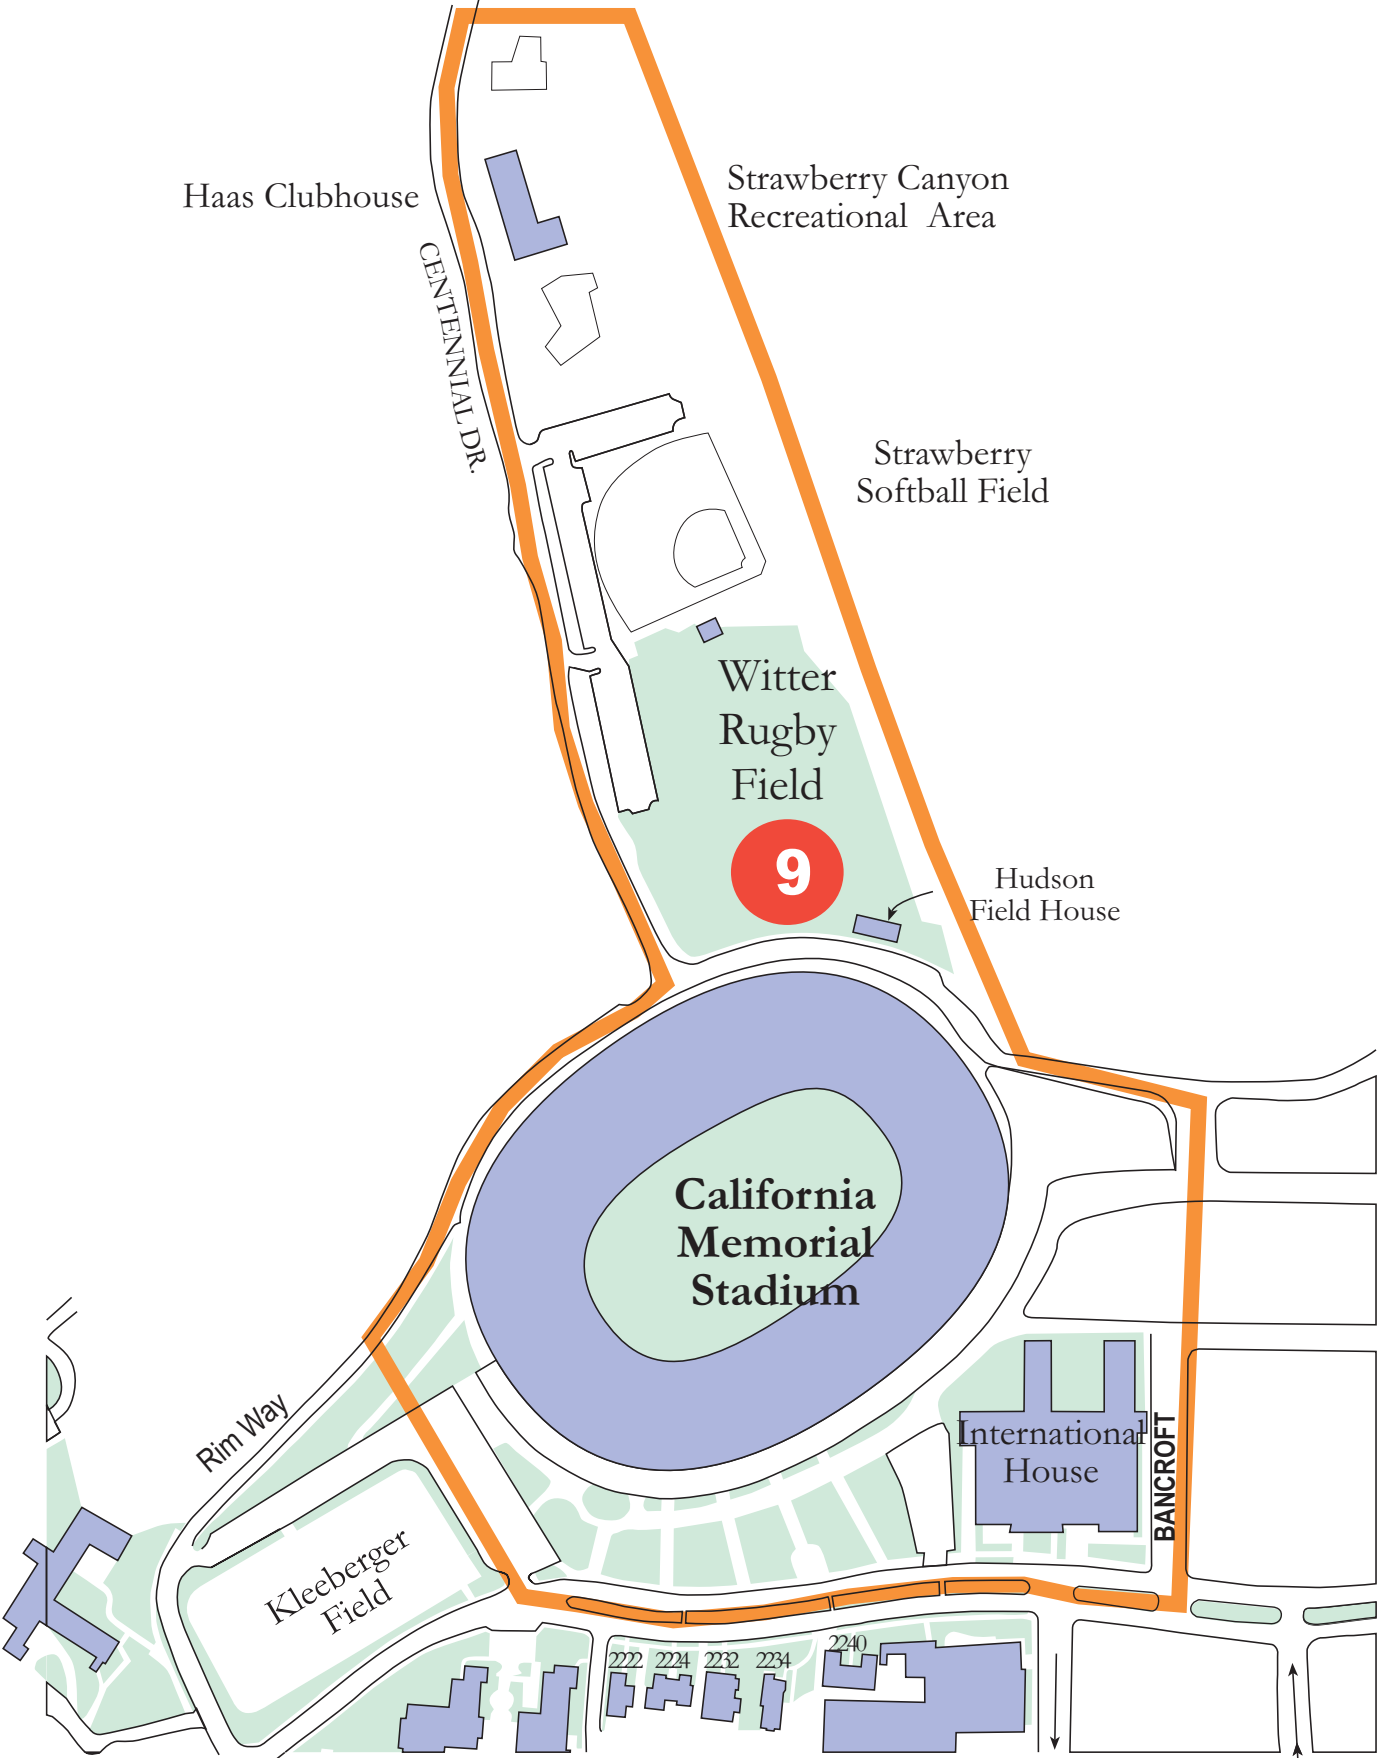 Strawberry Canyon
Recreational Area
Haas Clubhouse
CENTENNIAL DR.
Strawberry
Softball Field
Witter
Rugby
Field
9
Hudson
Field House
California
Memorial
Stadium
Rim Way
International
House
BANCROFT
Kleeberger
Field
2222
2224
2232
2234
2240